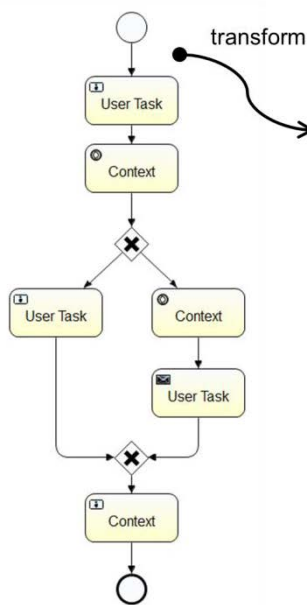 transform
User Task
Context
User Task
Context
User Task
Context